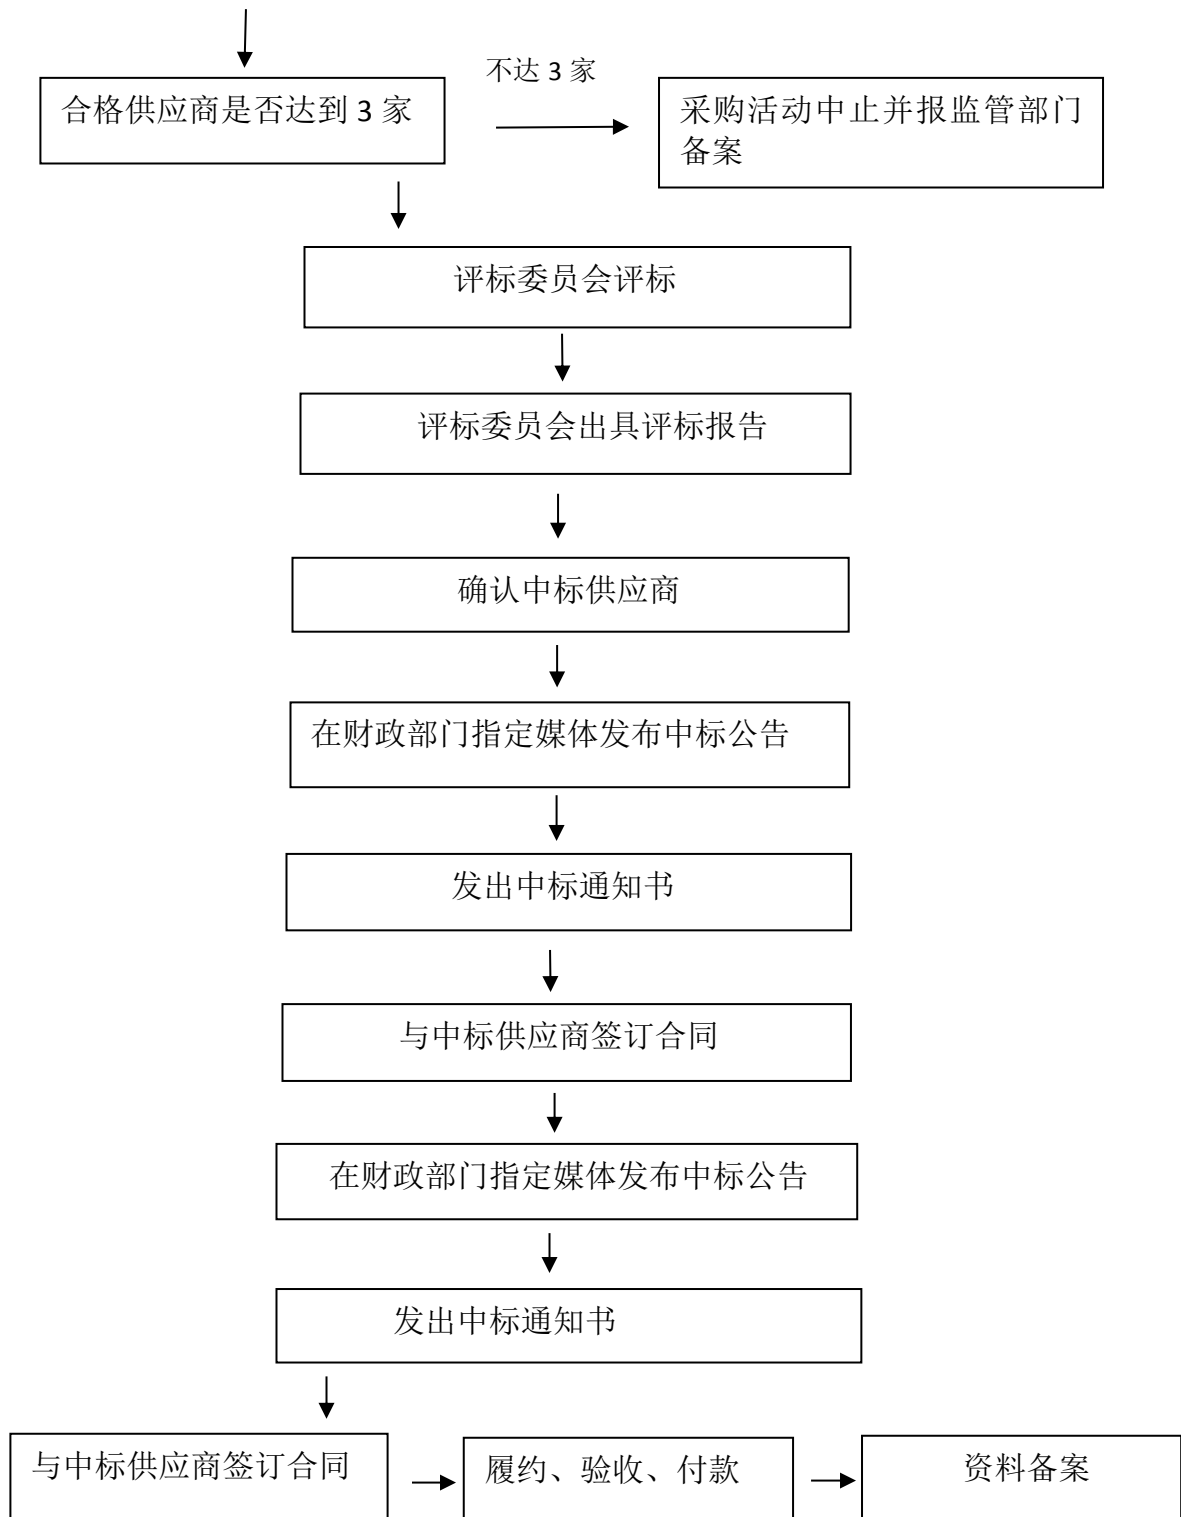 不达 3 家
合格供应商是否达到 3 家
采购活动中止并报监管部门
备案
评标委员会评标
评标委员会出具评标报告
确认中标供应商
在财政部门指定媒体发布中标公告
发出中标通知书
与中标供应商签订合同
在财政部门指定媒体发布中标公告
发出中标通知书
与中标供应商签订合同
履约、验收、付款
资料备案